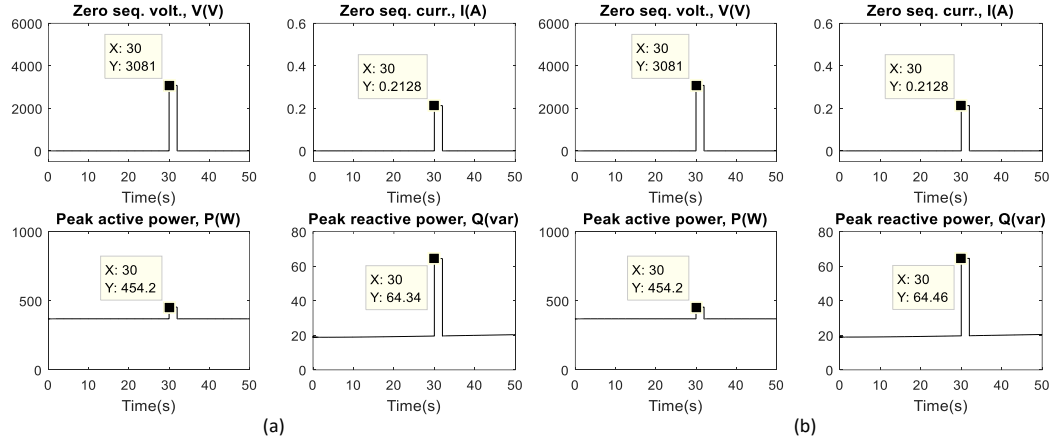 Zero seq. volt., V(V)
6000
4000
2000
0
X: 30
Y: 3081
0 10 20 30 40 50
Time(s)
Zero seq. curr., I(A)
0.6
0.4
0.2
0
X: 30
Y: 0.2128
0 10 20 30 40 50
Time(s)
Peak active power, P(W)
1000
500
0
X: 30
Y: 454.2
0 10 20 30 40 50
Time(s)
Peak reactive power, Q(var)
80
60
40
20
0
X: 30
Y: 64.34
0 10 20 30 40 50
Time(s)
(a)
Zero seq. volt., V(V)
6000
4000
2000
0
X: 30
Y: 3081
0 10 20 30 40 50
Time(s)
Zero seq. curr., I(A)
0.6
0.4
0.2
0
X: 30
Y: 0.2128
0 10 20 30 40 50
Time(s)
Peak active power, P(W)
1000
500
0
X: 30
Y: 454.2
0 10 20 30 40 50
Time(s)
Peak reactive power, Q(var)
80
60
40
20
0
X: 30
Y: 64.46
0 10 20 30 40 50
Time(s)
(b)